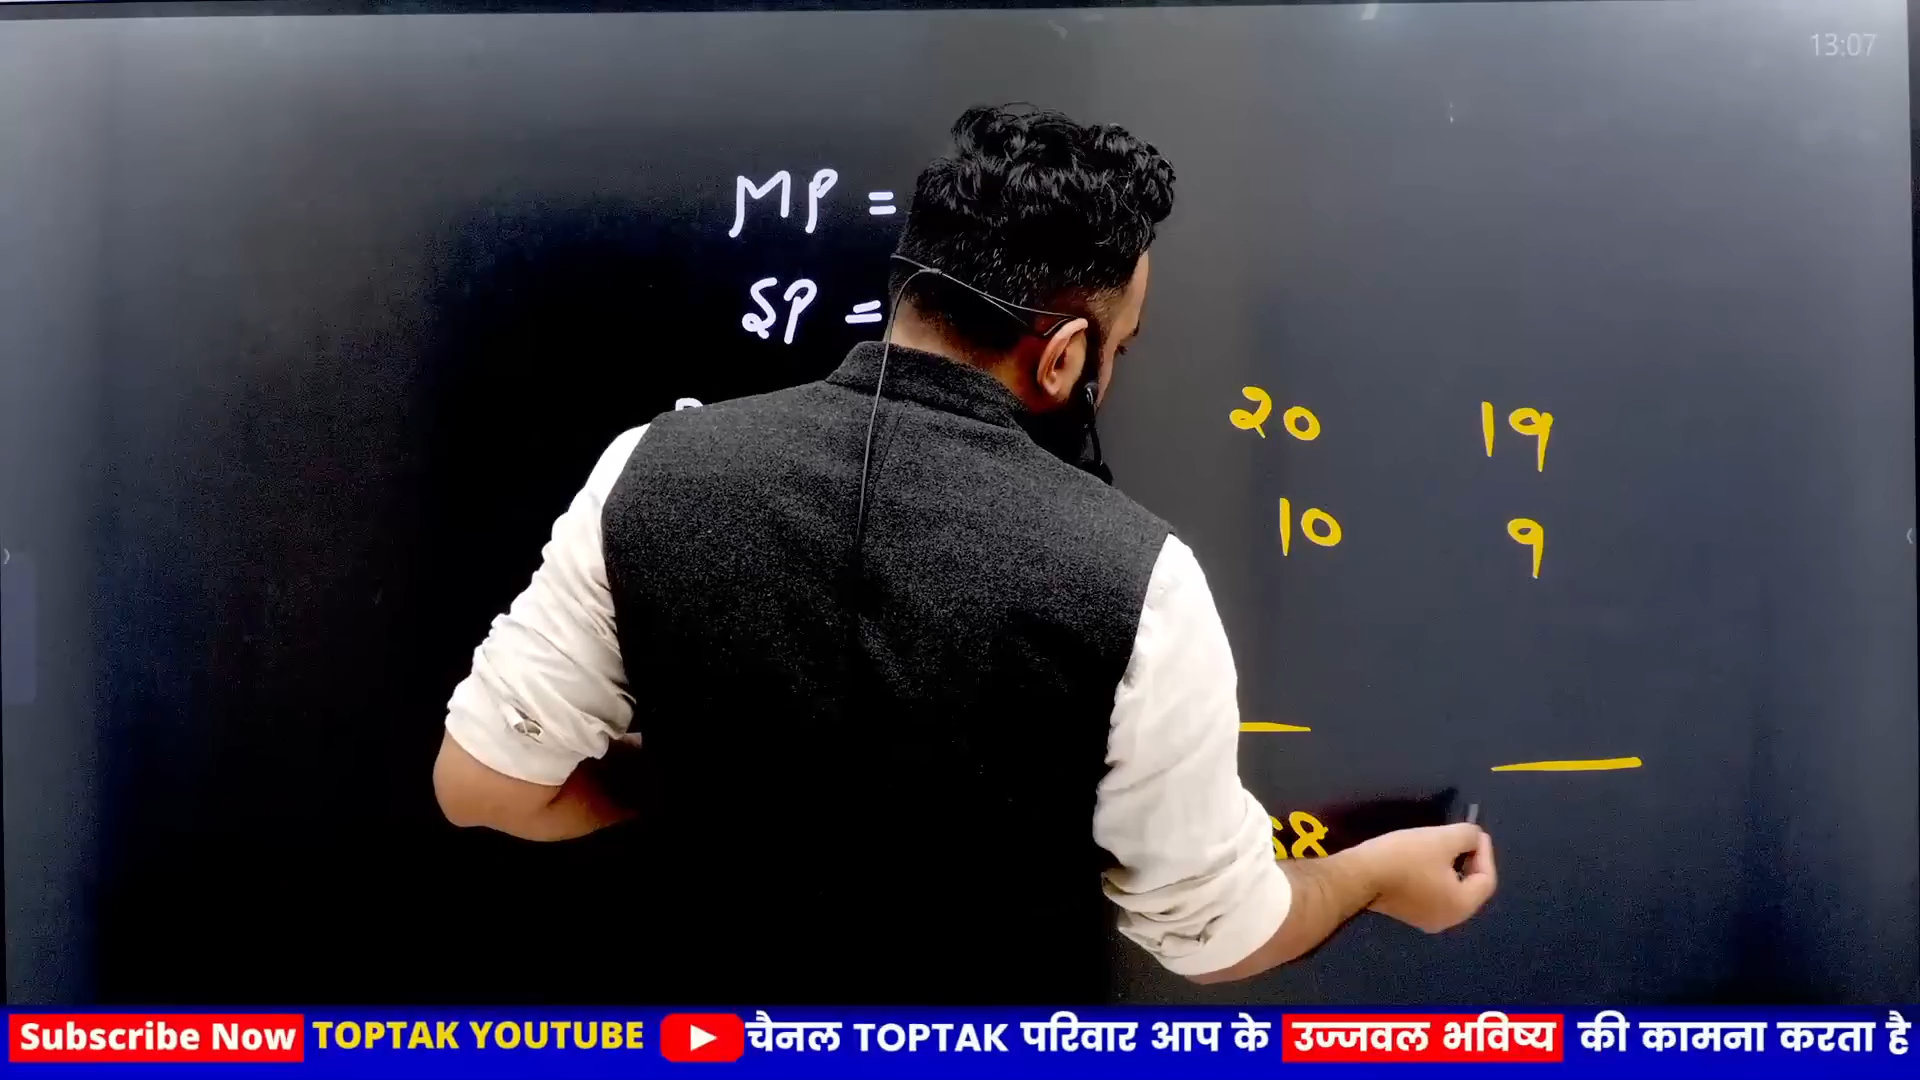 13:07
MP =
SP =
20 19
10 9
68
Subscribe Now TOPTAK YOUTUBE चैनल TOPTAK परिवार आप के उज्जवल भविष्य की कामना करता है